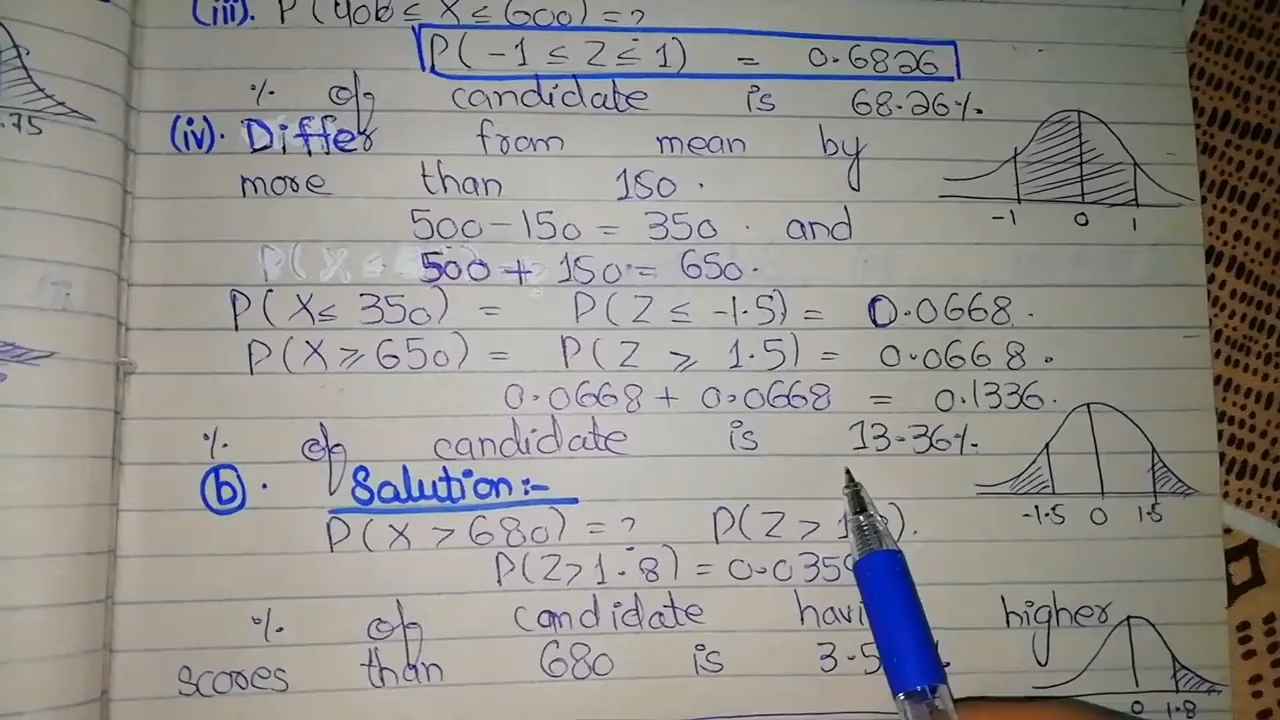 (iii). P(400 ≤ X ≤ 600) = ?
P(-1 ≤ Z ≤ 1) = 0.6826
% of candidate is 68.26%.
.75
(iv). Differ from mean by
more than 150.
-1 0 1
500 - 150 = 350. and
500 + 150 = 650.
P(X ≤ 350) = P(Z ≤ -1.5) = 0.0668.
P(X ≥ 650) = P(Z ≥ 1.5) = 0.0668.
0.0668 + 0.0668 = 0.1336.
% of candidate is 13.36%.
(b). Salution:-
-1.5 0 1.5
P(X > 680) = ? P(Z >
P(Z > 1.8) = 0.035
% of candidate higher
scores than 680 is 3.5
0 1.8